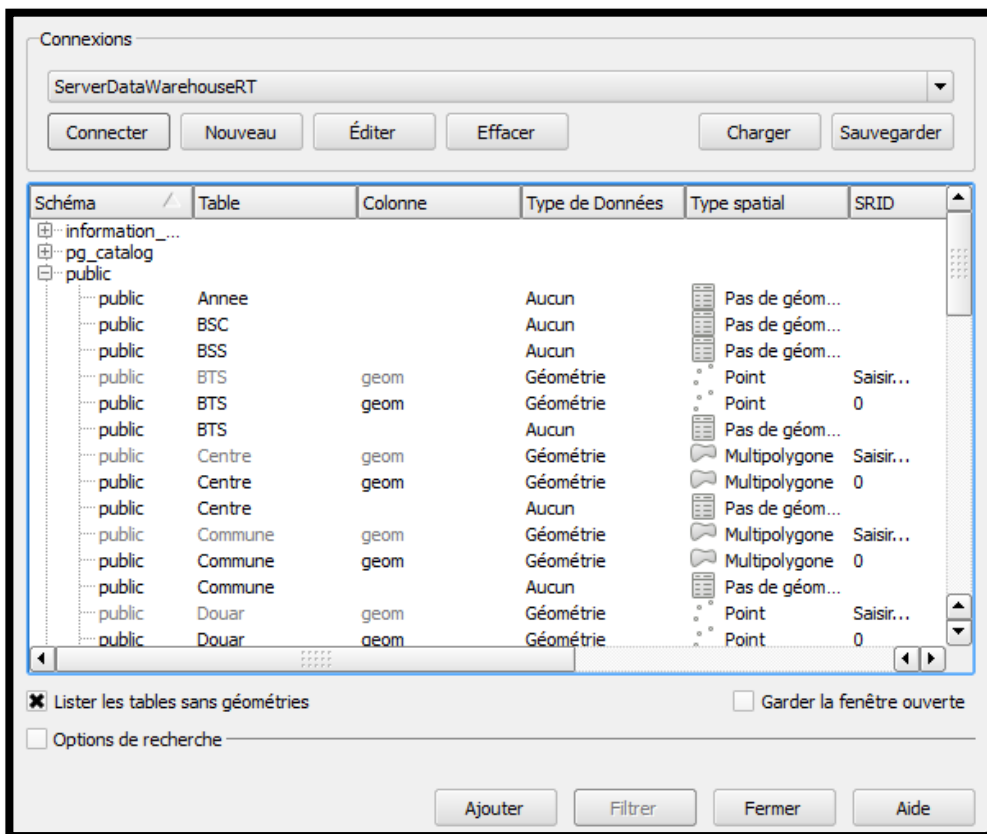 Connexions
ServerDataWarehouseRT
Connecter Nouveau Éditer Effacer Charger Sauvegarder
Schéma Table Colonne Type de Données Type spatial SRID
information_...
pg_catalog
public
public Annee Aucun Pas de géom...
public BSC Aucun Pas de géom...
public BSS Aucun Pas de géom...
public BTS geom Géométrie Point Saisir...
public BTS geom Géométrie Point 0
public BTS Aucun Pas de géom...
public Centre geom Géométrie Multipolygone Saisir...
public Centre geom Géométrie Multipolygone 0
public Centre Aucun Pas de géom...
public Commune geom Géométrie Multipolygone Saisir...
public Commune geom Géométrie Multipolygone 0
public Commune Aucun Pas de géom...
public Douar geom Géométrie Point Saisir...
public Douar geom Géométrie Point 0
Lister les tables sans géométries Garder la fenêtre ouverte
Options de recherche
Ajouter Filtrer Fermer Aide